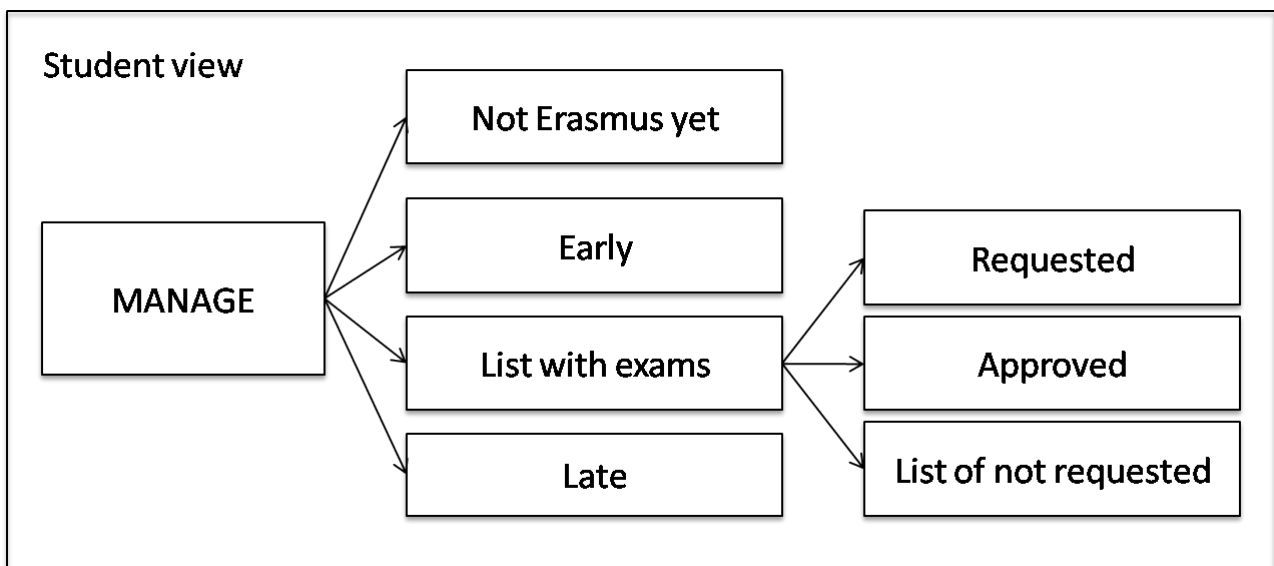 Student view
Not Erasmus yet
Early
Requested
MANAGE
List with exams
Approved
Late
List of not requested